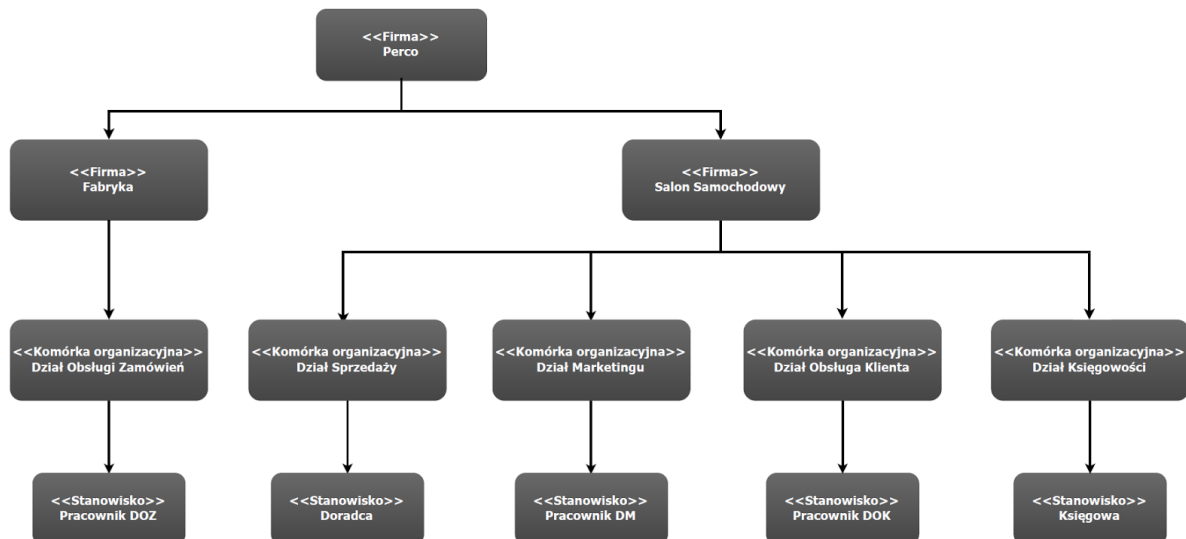 <<Firma>>
Perco
<<Firma>>
Fabryka
<<Firma>>
Salon Samochodowy
<<Komórka organizacyjna>>
Dział Obsługi Zamówień
<<Komórka organizacyjna>>
Dział Sprzedaży
<<Komórka organizacyjna>>
Dział Marketingu
<<Komórka organizacyjna>>
Dział Obsługa Klienta
<<Komórka organizacyjna>>
Dział Księgowości
<<Stanowisko>>
Pracownik DOZ
<<Stanowisko>>
Doradca
<<Stanowisko>>
Pracownik DM
<<Stanowisko>>
Pracownik DOK
<<Stanowisko>>
Księgowa